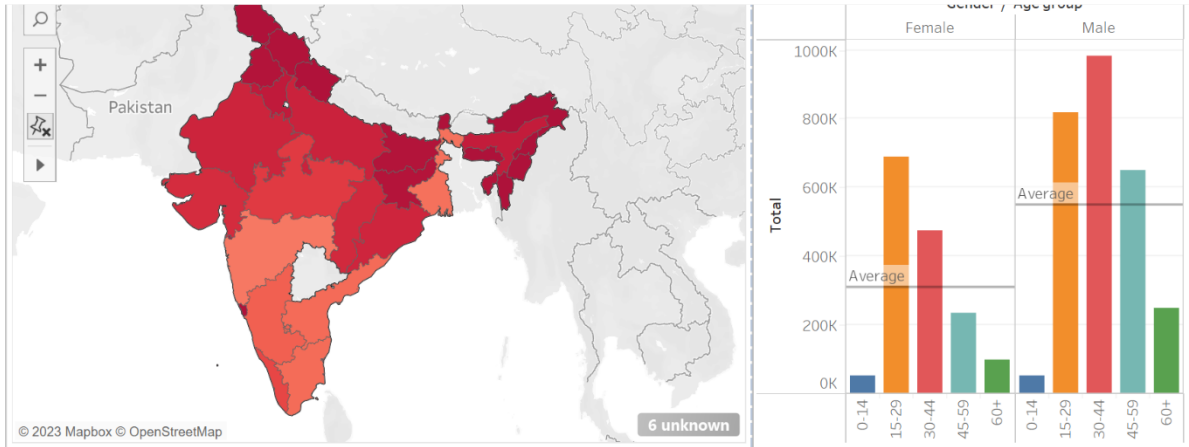 Pakistan
© 2023 Mapbox © OpenStreetMap
6 unknown
Gender / Age group
Female
Male
Total
1000K
800K
600K
400K
200K
0K
Average
Average
0-14
15-29
30-44
45-59
60+
0-14
15-29
30-44
45-59
60+